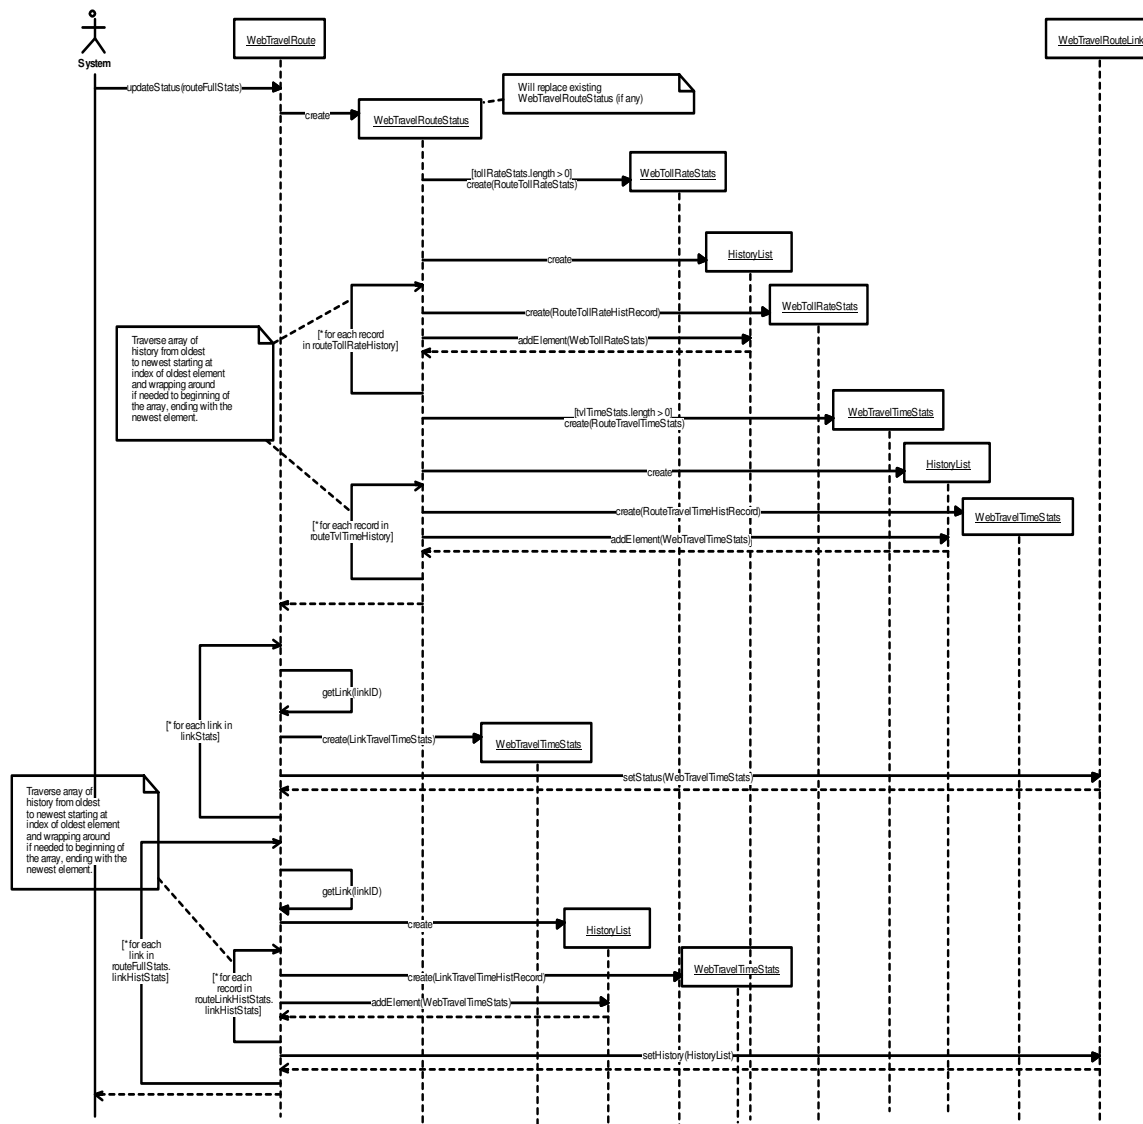 WebTravelRoute
WebTravelRouteLink
System
updateStatus(routeFullStats)
Will replace existing
WebTravelRouteStatus (if any)
create
WebTravelRouteStatus
[tollRateStats.length > 0]
create(RouteTollRateStats)
WebTollRateStats
create
HistoryList
create(RouteTollRateHistRecord)
WebTollRateStats
[* for each record
in routeTollRateHistory]
addElement(WebTollRateStats)
Traverse array of
history from oldest
to newest starting at
index of oldest element
and wrapping around
if needed to beginning of
the array, ending with the
newest element.
[tvlTimeStats.length > 0]
create(RouteTravelTimeStats)
WebTravelTimeStats
create
HistoryList
create(RouteTravelTimeHistRecord)
WebTravelTimeStats
[* for each record in
routeTvlTimeHistory]
addElement(WebTravelTimeStats)
getLink(linkID)
[* for each link in
linkStats]
create(LinkTravelTimeStats)
WebTravelTimeStats
setStatus(WebTravelTimeStats)
Traverse array of
history from oldest
to newest starting at
index of oldest element
and wrapping around
if needed to beginning of
the array, ending with the
newest element.
getLink(linkID)
create
HistoryList
[* for each
link in
routeFullStats.
linkHistStats]
[* for each
record in
routeLinkHistStats.
linkHistStats]
create(LinkTravelTimeHistRecord)
WebTravelTimeStats
addElement(WebTravelTimeStats)
setHistory(HistoryList)